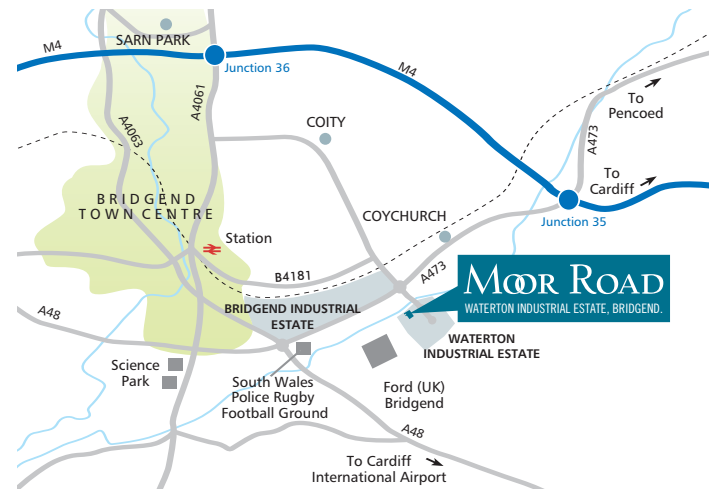 SARN PARK
M4
Junction 36
M4
To
Pencoed
A4061
A4063
COITY
A473
To
Cardiff
BRIDGEND
TOWN CENTRE
COYCHURCH
Junction 35
Station
B4181
A473
MOOR ROAD
WATERTON INDUSTRIAL ESTATE, BRIDGEND.
A48
BRIDGEND INDUSTRIAL
ESTATE
WATERTON
INDUSTRIAL ESTATE
Science
Park
South Wales
Police Rugby
Football Ground
Ford (UK)
Bridgend
A48
To Cardiff
International Airport